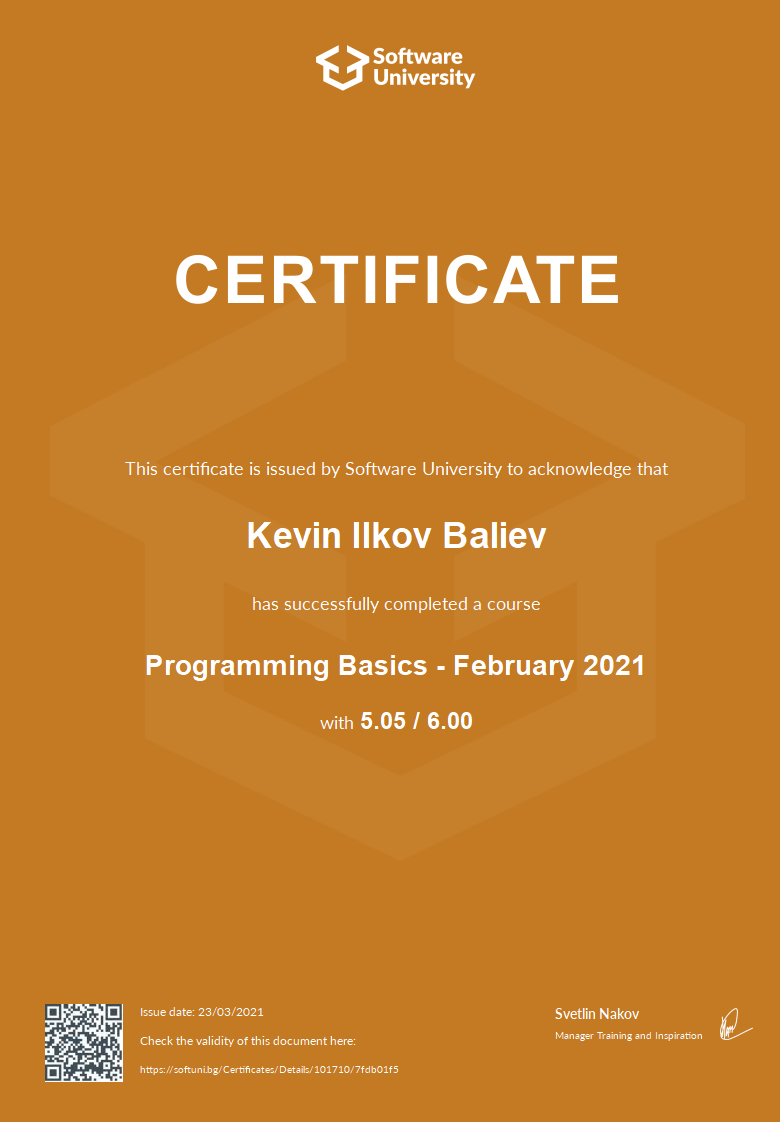 Software
University
CERTIFICATE
This certificate is issued by Software University to acknowledge that
Kevin Ilkov Baliev
has successfully completed a course
Programming Basics - February 2021
with 5.05 / 6.00
Issue date: 23/03/2021
Check the validity of this document here:
https://softuni.bg/Certificates/Details/101710/7fdb01f5
Svetlin Nakov
Manager Training and Inspiration